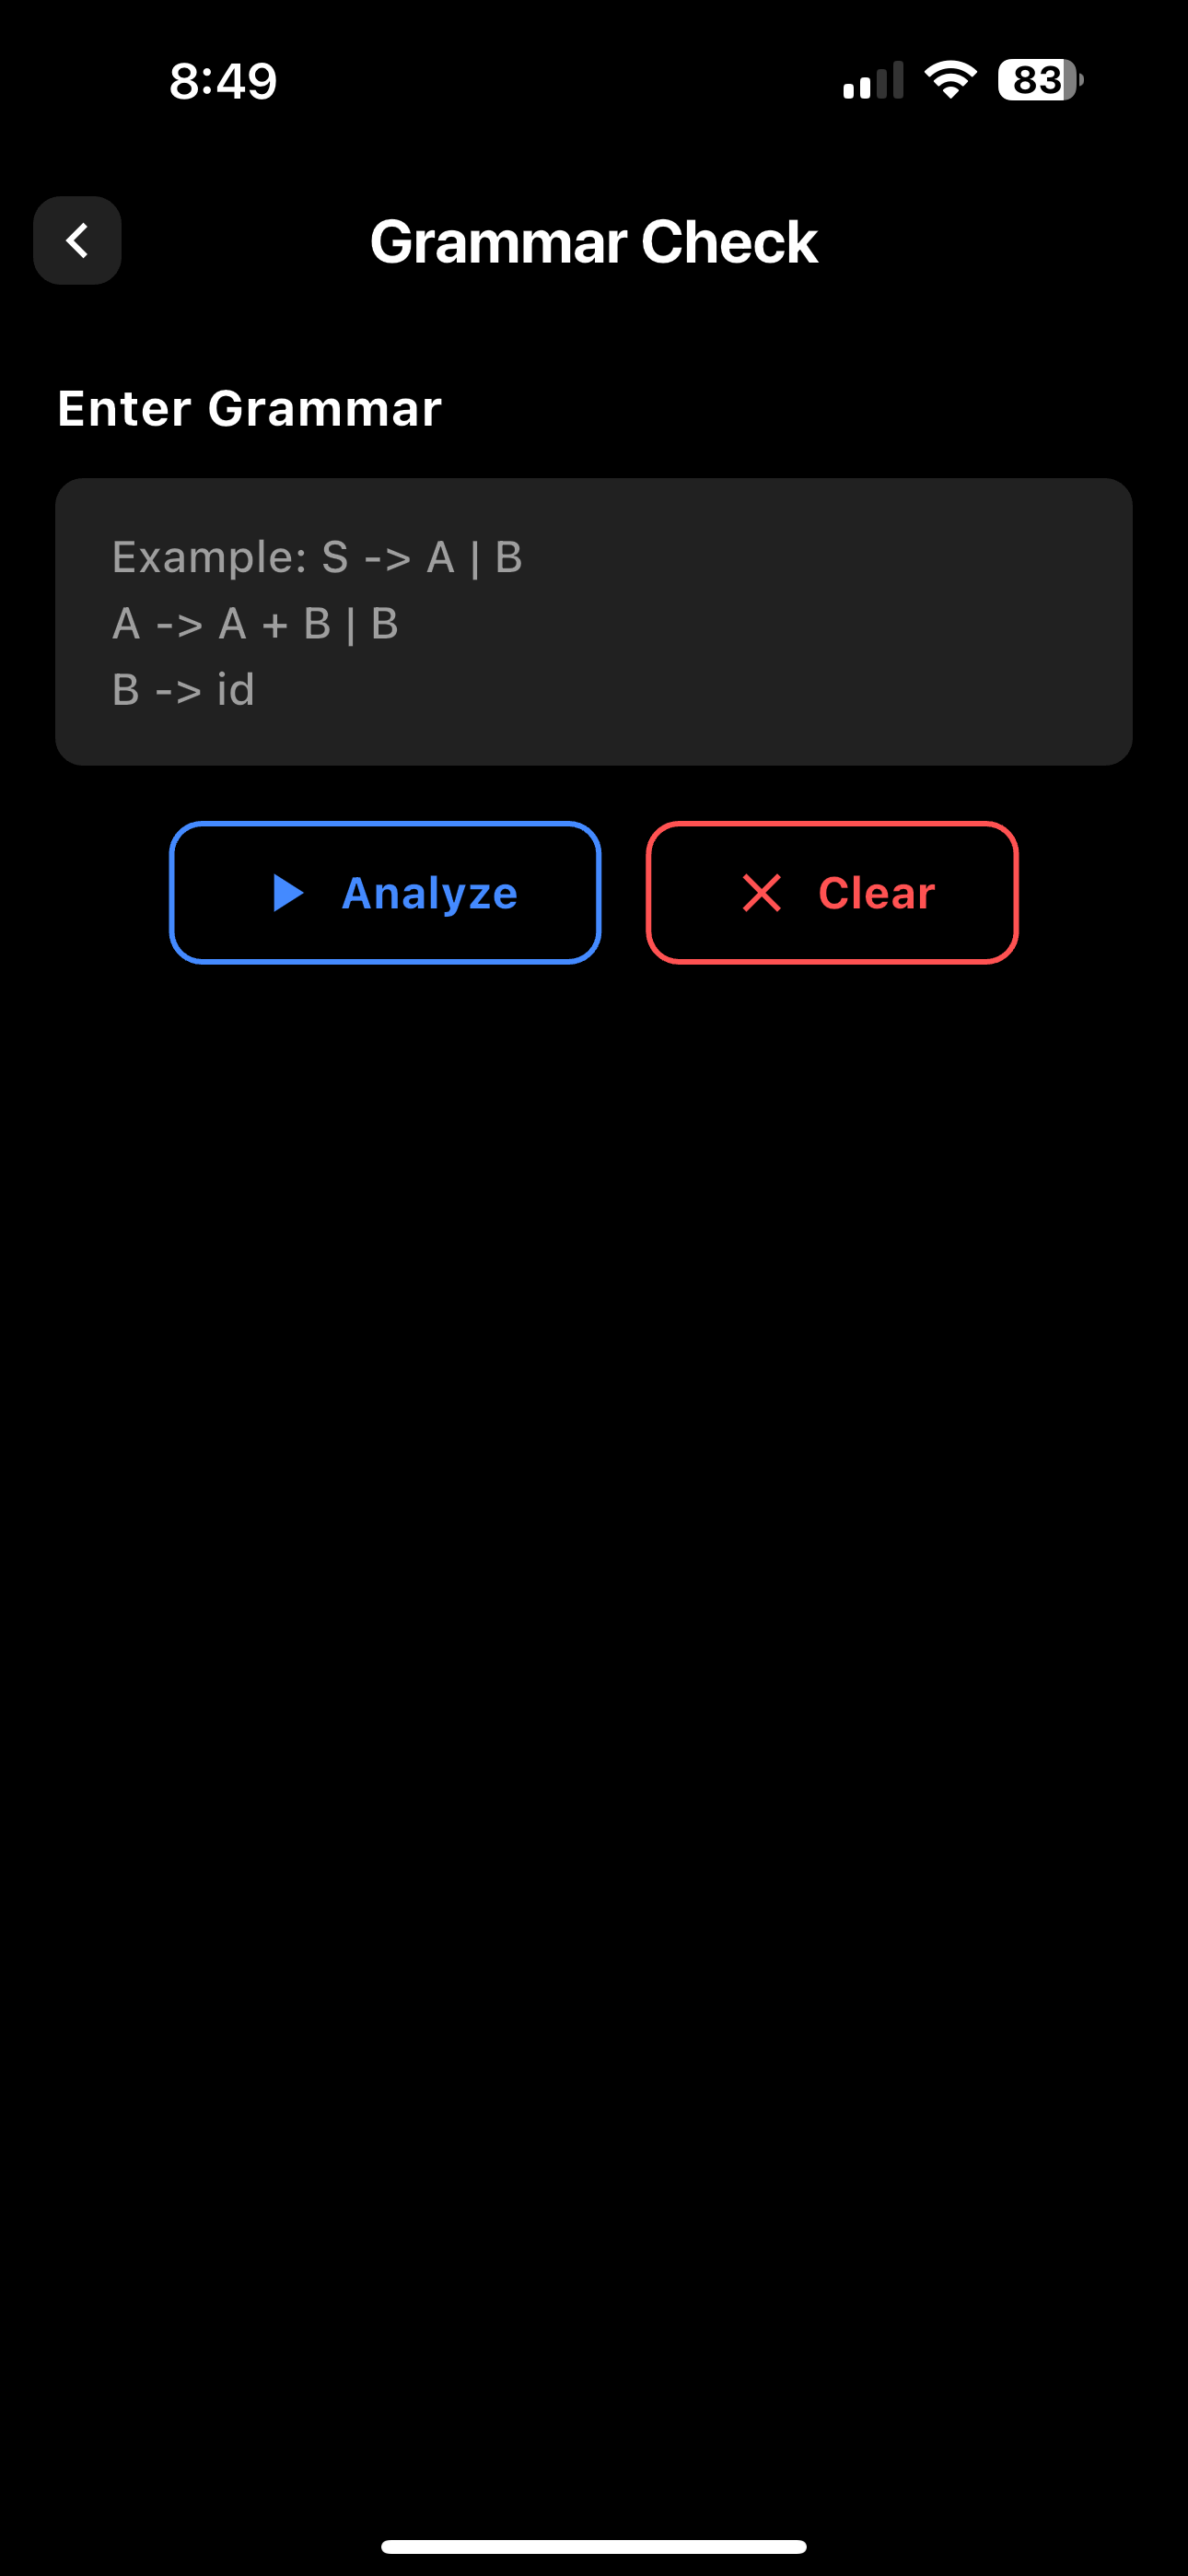 8:49
83
Grammar Check
Enter Grammar
Example: S -> A | B
A -> A + B | B
B -> id
Analyze
Clear